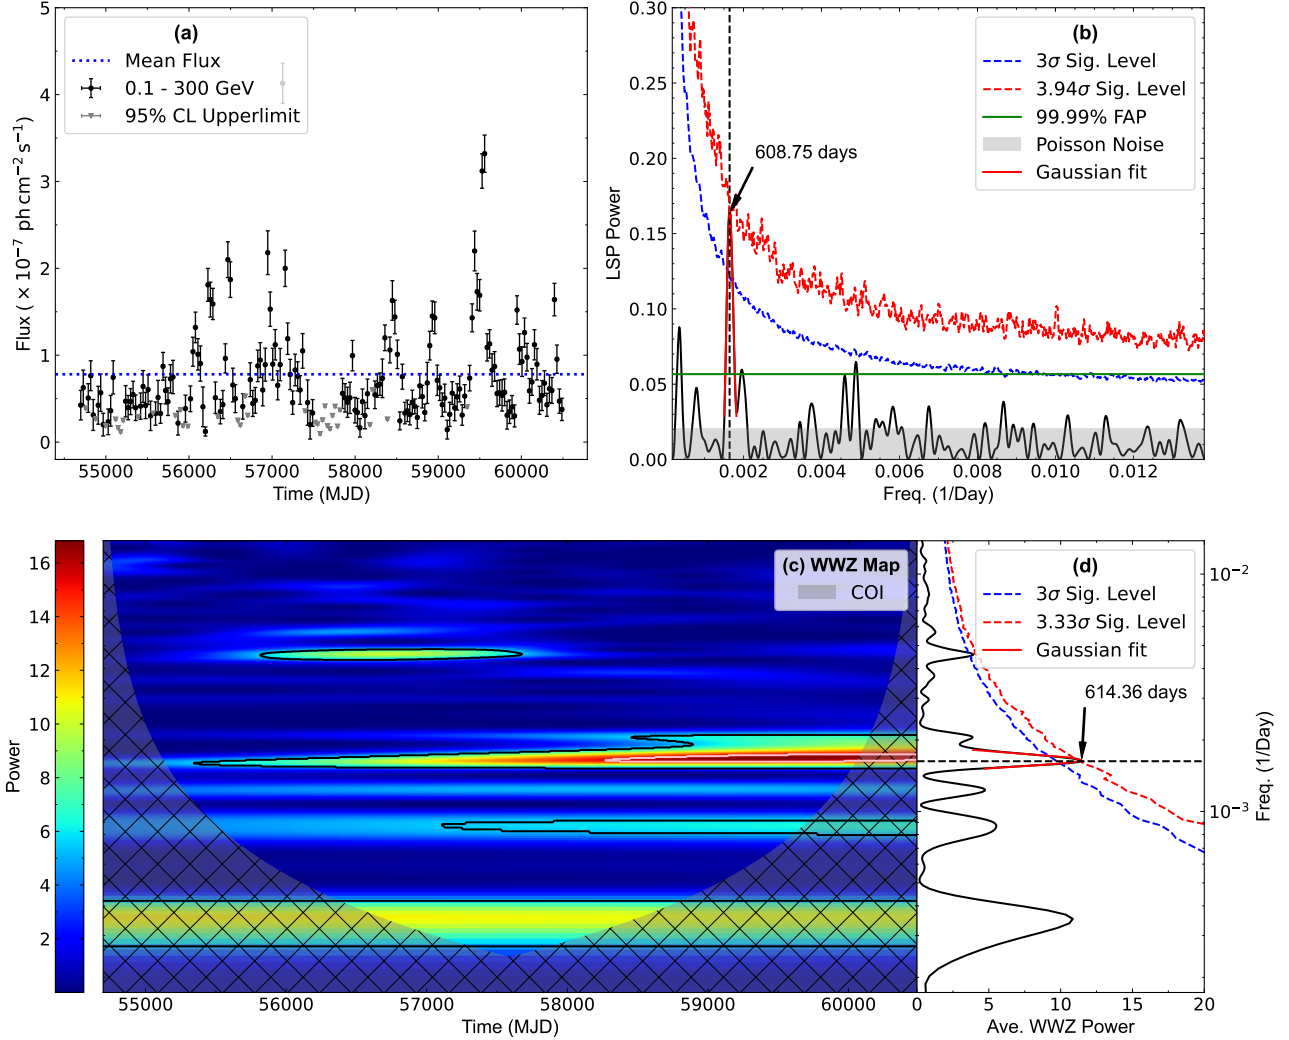 (a)
Mean Flux
0.1 - 300 GeV
95% CL Upperlimit
5
4
3
2
1
0
Flux ( × 10⁻⁷ ph cm⁻² s⁻¹)
55000 56000 57000 58000 59000 60000
Time (MJD)
(b)
3σ Sig. Level
3.94σ Sig. Level
99.99% FAP
Poisson Noise
Gaussian fit
608.75 days
0.30
0.25
0.20
0.15
0.10
0.05
0.00
LSP Power
0.002 0.004 0.006 0.008 0.010 0.012
Freq. (1/Day)
16
14
12
10
8
6
4
2
Power
(c) WWZ Map
COI
55000 56000 57000 58000 59000 60000
Time (MJD)
(d)
3σ Sig. Level
3.33σ Sig. Level
Gaussian fit
614.36 days
10⁻²
10⁻³
Freq. (1/Day)
0 5 10 15 20
Ave. WWZ Power